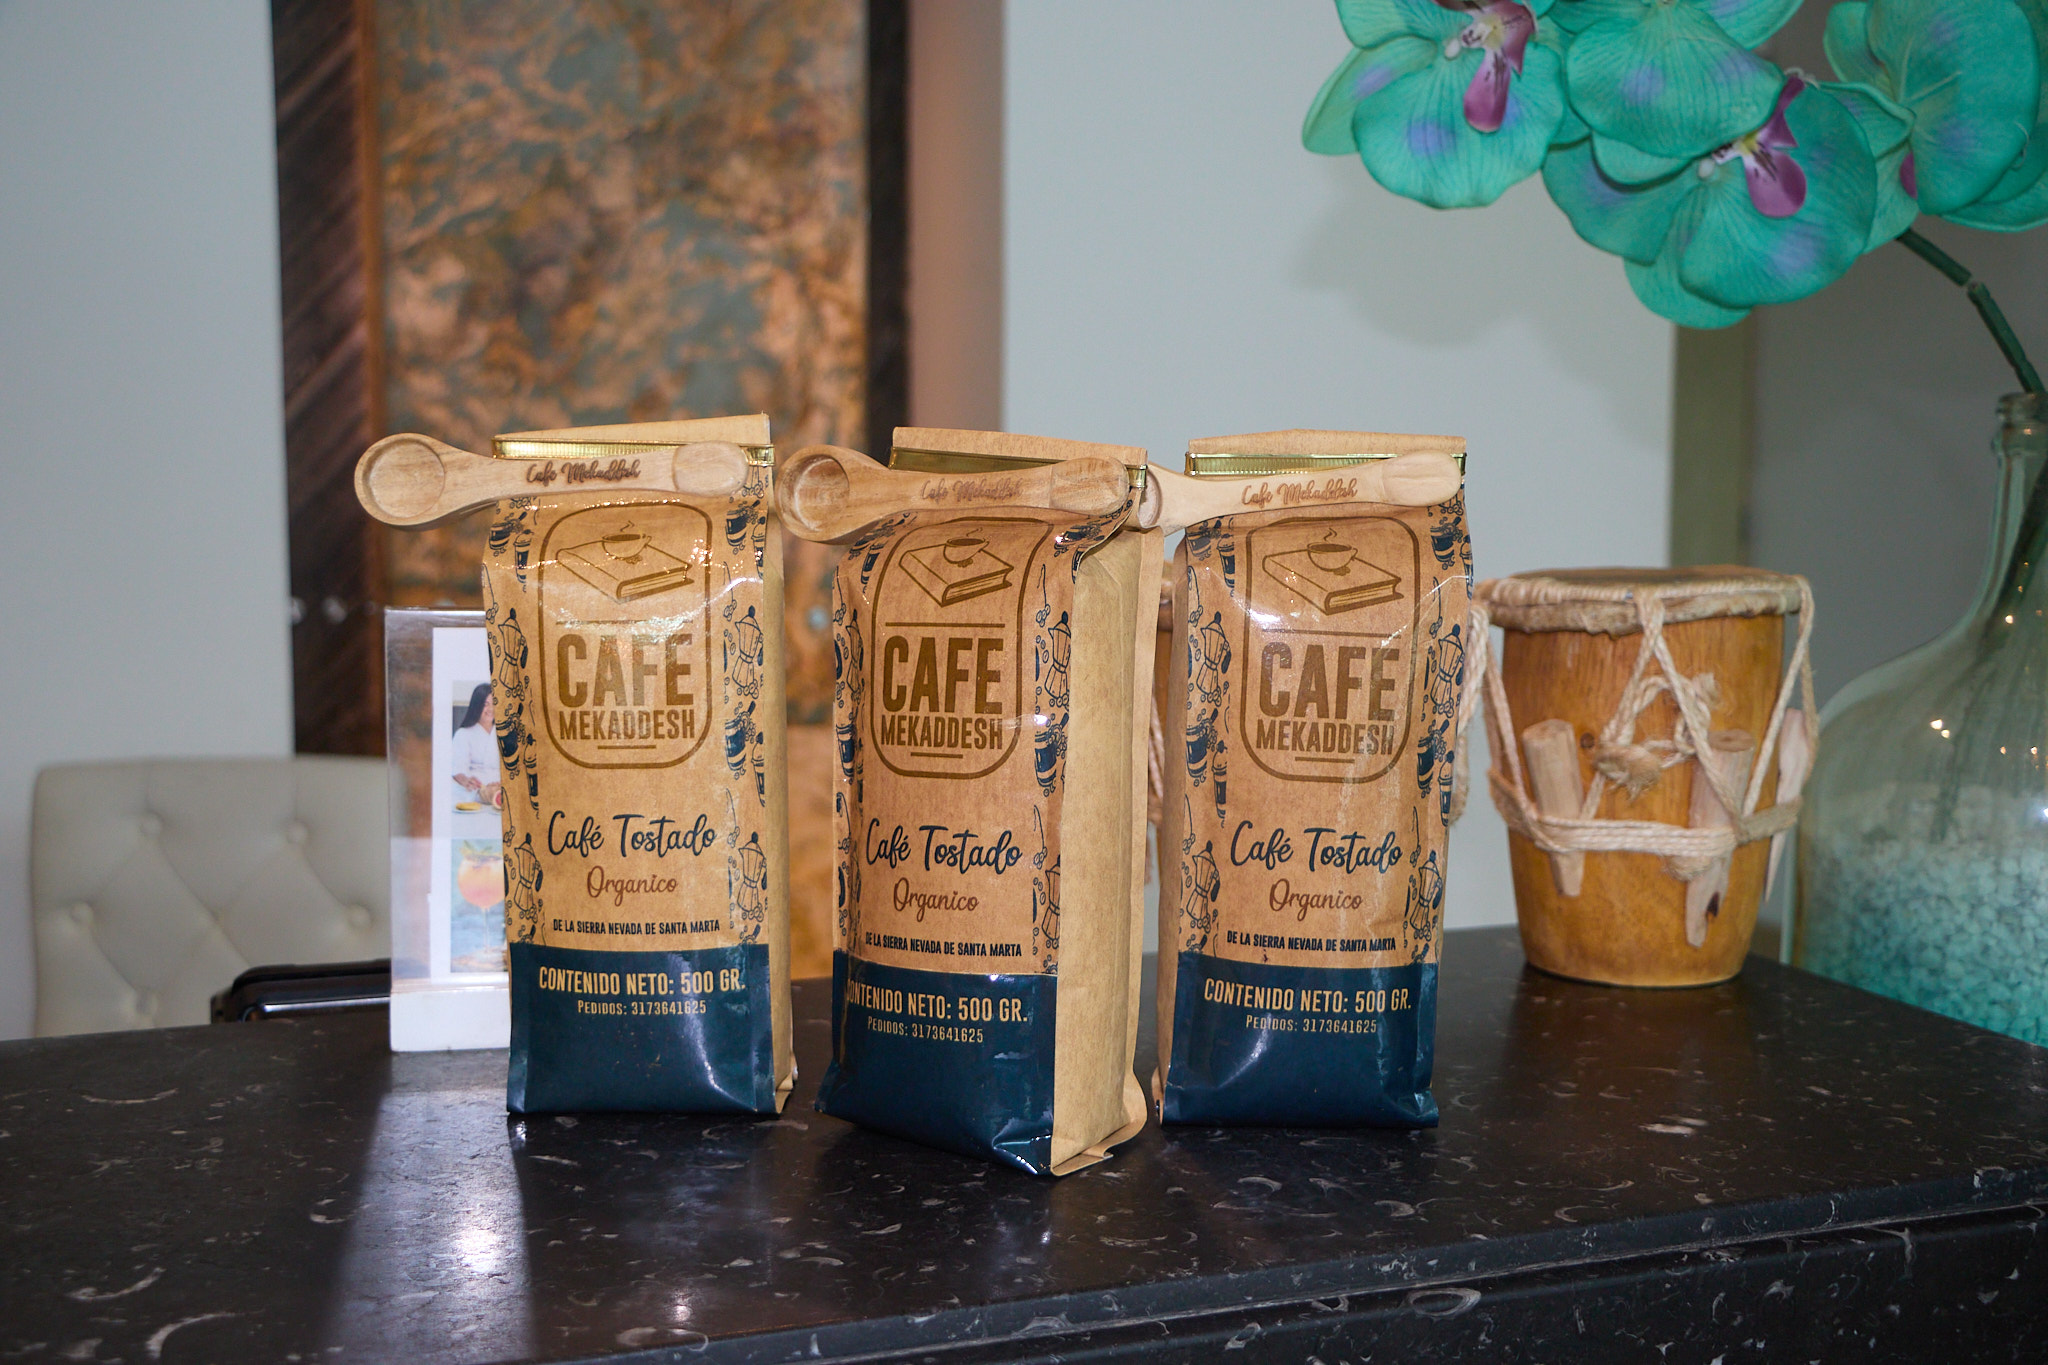 Cafe Mekaddesh
CAFE
MEKADDESH
Café Tostado
Organico
DE LA SIERRA NEVADA DE SANTA MARTA
CONTENIDO NETO: 500 GR.
PEDIDOS: 3173641625
Cafe Mekaddesh
CAFE
MEKADDESH
Café Tostado
Organico
DE LA SIERRA NEVADA DE SANTA MARTA
CONTENIDO NETO: 500 GR.
PEDIDOS: 3173641625
Cafe Mekaddesh
CAFE
MEKADDESH
Café Tostado
Organico
DE LA SIERRA NEVADA DE SANTA MARTA
CONTENIDO NETO: 500 GR.
PEDIDOS: 3173641625